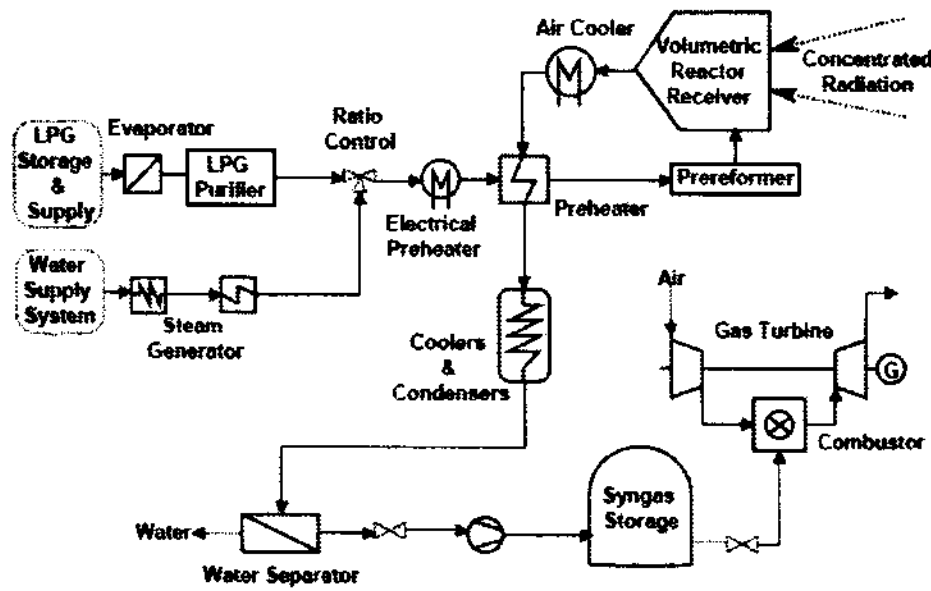 Air Cooler
Volumetric
Reactor
Receiver
Concentrated
Radiation
LPG
Storage
&
Supply
Evaporator
LPG
Purifier
Ratio
Control
Electrical
Preheater
Preheater
Prereformer
Water
Supply
System
Steam
Generator
Coolers
&
Condensers
Air
Gas Turbine
G
Combustor
Syngas
Storage
Water
Water Separator